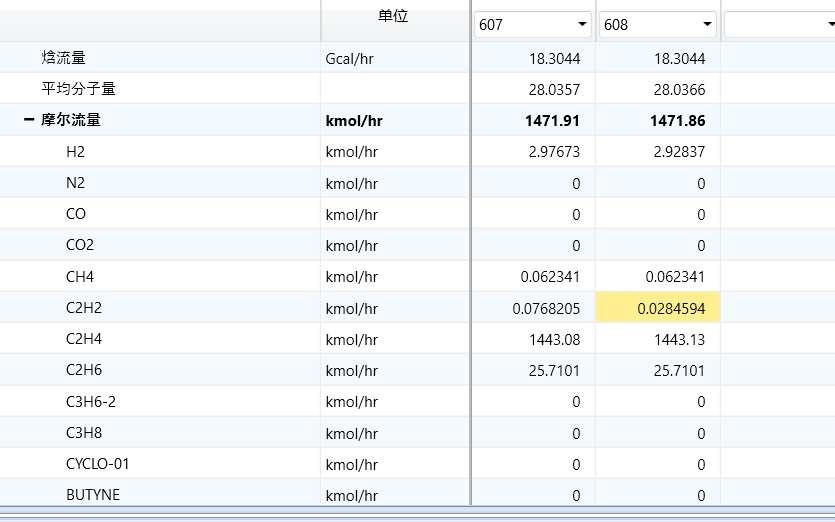 单位 607 608
焓流量 Gcal/hr 18.3044 18.3044
平均分子量 28.0357 28.0366
摩尔流量 kmol/hr 1471.91 1471.86
H2 kmol/hr 2.97673 2.92837
N2 kmol/hr 0 0
CO kmol/hr 0 0
CO2 kmol/hr 0 0
CH4 kmol/hr 0.062341 0.062341
C2H2 kmol/hr 0.0768205 0.0284594
C2H4 kmol/hr 1443.08 1443.13
C2H6 kmol/hr 25.7101 25.7101
C3H6-2 kmol/hr 0 0
C3H8 kmol/hr 0 0
CYCLO-01 kmol/hr 0 0
BUTYNE kmol/hr 0 0